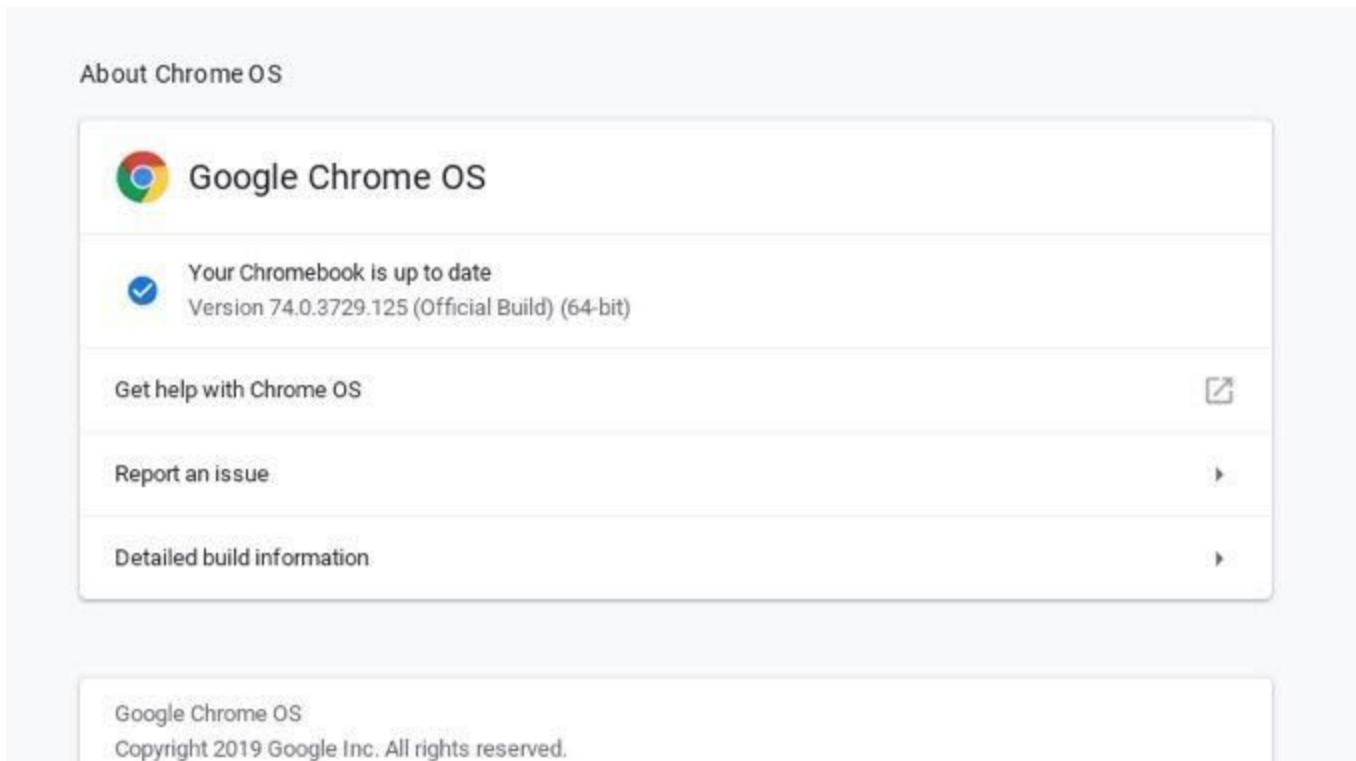 About Chrome OS
Google Chrome OS
Your Chromebook is up to date
Version 74.0.3729.125 (Official Build) (64-bit)
Get help with Chrome OS
Report an issue
Detailed build information
Google Chrome OS
Copyright 2019 Google Inc. All rights reserved.